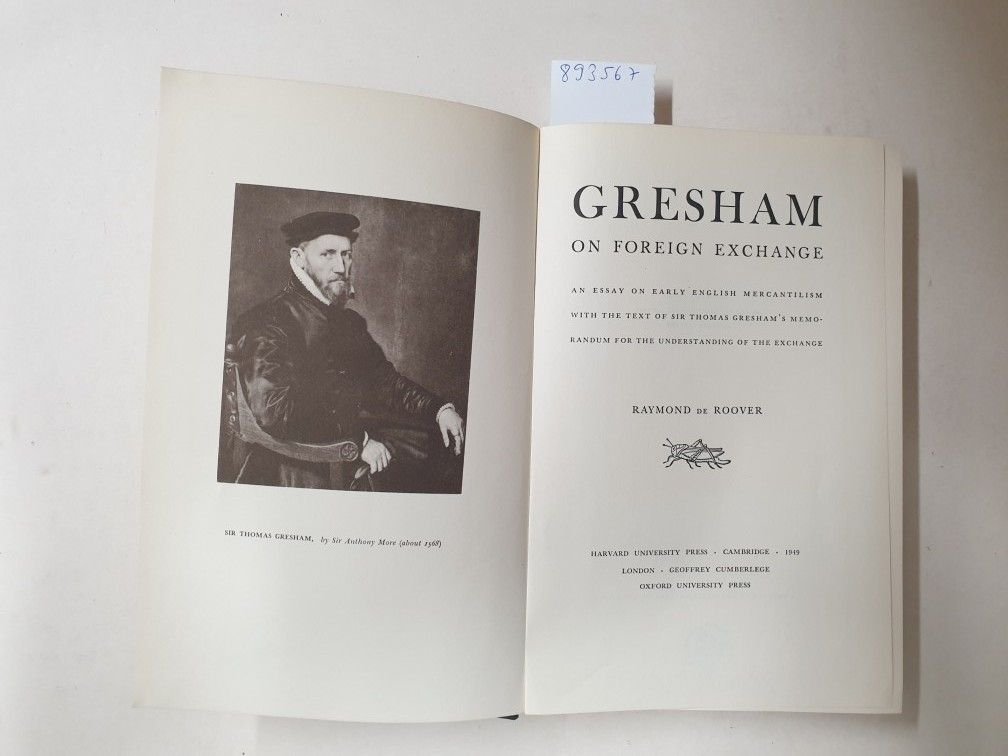 893567
SIR THOMAS GRESHAM, by Sir Anthony More (about 1568)
GRESHAM
ON FOREIGN EXCHANGE
AN ESSAY ON EARLY ENGLISH MERCANTILISM
WITH THE TEXT OF SIR THOMAS GRESHAM'S MEMO-
RANDUM FOR THE UNDERSTANDING OF THE EXCHANGE
RAYMOND DE ROOVER
HARVARD UNIVERSITY PRESS · CAMBRIDGE · 1949
LONDON · GEOFFREY CUMBERLEGE
OXFORD UNIVERSITY PRESS